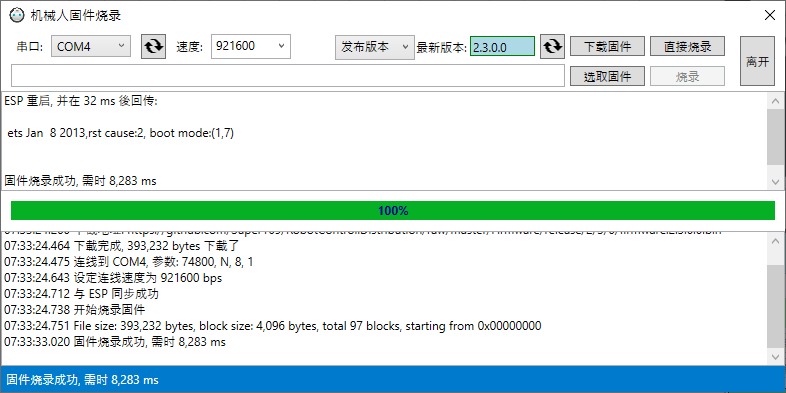 机械人固件烧录
串口: COM4 速度: 921600 发布版本 最新版本: 2.3.0.0 下载固件 直接烧录 离开
选取固件 烧录
ESP 重启, 并在 32 ms 後回传:
ets Jan 8 2013,rst cause:2, boot mode:(1,7)
固件烧录成功, 需时 8,283 ms
100%
07:33:24.464 下载完成, 393,232 bytes 下载了
07:33:24.475 连线到 COM4, 参数: 74800, N, 8, 1
07:33:24.643 设定连线速度为 921600 bps
07:33:24.712 与 ESP 同步成功
07:33:24.738 开始烧录固件
07:33:24.751 File size: 393,232 bytes, block size: 4,096 bytes, total 97 blocks, starting from 0x00000000
07:33:33.020 固件烧录成功, 需时 8,283 ms
固件烧录成功, 需时 8,283 ms